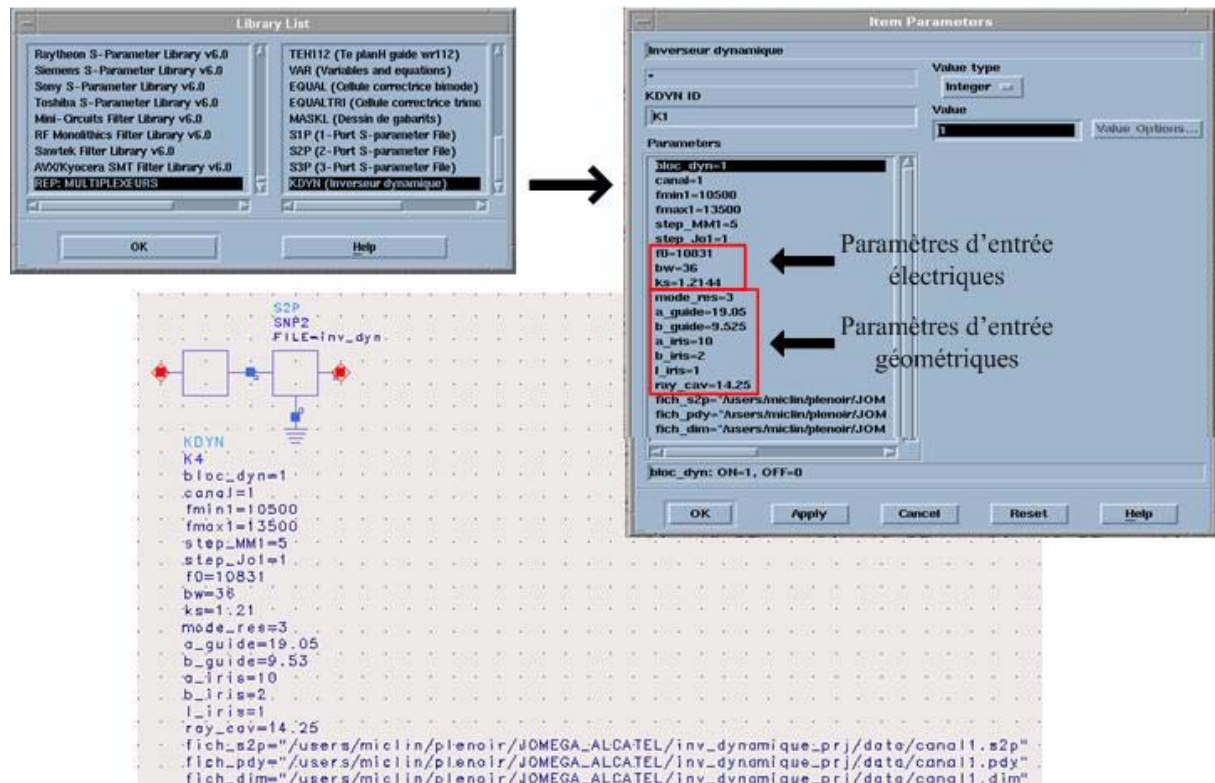 Library List
Raytheon S-Parameter Library v6.0
Siemens S-Parameter Library v6.0
Sony S-Parameter Library v6.0
Toshiba S-Parameter Library v6.0
Mini-Circuits Filter Library v6.0
RF Monolithics Filter Library v6.0
Sawtek Filter Library v6.0
AVX/Kyocera SMT Filter Library v6.0
REP: MULTIPLEXEURS
TEH112 (Te planH guide wr112)
VAR (Variables and equations)
EQUAL (Cellule correctrice bimode)
EQUALTRI (Cellule correctrice trimo
MASKL (Dessin de gabarits)
S1P (1-Port S-parameter File)
S2P (2-Port S-parameter File)
S3P (3-Port S-parameter File)
KDYN (Inverseur dynamique)
OK
Help
Item Parameters
Inverseur dynamique
KDYN ID
K1
Parameters
bloc_dyn=1
canal=1
fmin1=10500
fmax1=13500
step_MM1=5
step_Jo1=1
f0=10831
bw=36
ks=1.2144
mode_res=3
a_guide=19.05
b_guide=9.525
a_iris=10
b_iris=2
l_iris=1
ray_cav=14.25
fich_s2p="/users/miclin/plenoir/JOM
fich_pdy="/users/miclin/plenoir/JOM
fich_dim="/users/miclin/plenoir/JOM
Value type
Integer
Value
1
Value Options...
Paramètres d'entrée
électriques
Paramètres d'entrée
géométriques
bloc_dyn: ON=1, OFF=0
OK
Apply
Cancel
Reset
Help
S2P
SNP2
FILE=inv_dyn
KDYN
K4
bloc_dyn=1
canal=1
fmin1=10500
fmax1=13500
step_MM1=5
step_Jo1=1
f0=10831
bw=36
ks=1.21
mode_res=3
a_guide=19.05
b_guide=9.53
a_iris=10
b_iris=2
l_iris=1
ray_cav=14.25
fich_s2p="/users/miclin/plenoir/JOMEGA_ALCATEL/inv_dynamique_prj/data/canal1.s2p"
fich_pdy="/users/miclin/plenoir/JOMEGA_ALCATEL/inv_dynamique_prj/data/canal1.pdy"
fich_dim="/users/miclin/plenoir/JOMEGA_ALCATEL/inv_dynamique_prj/data/canal1.dim"